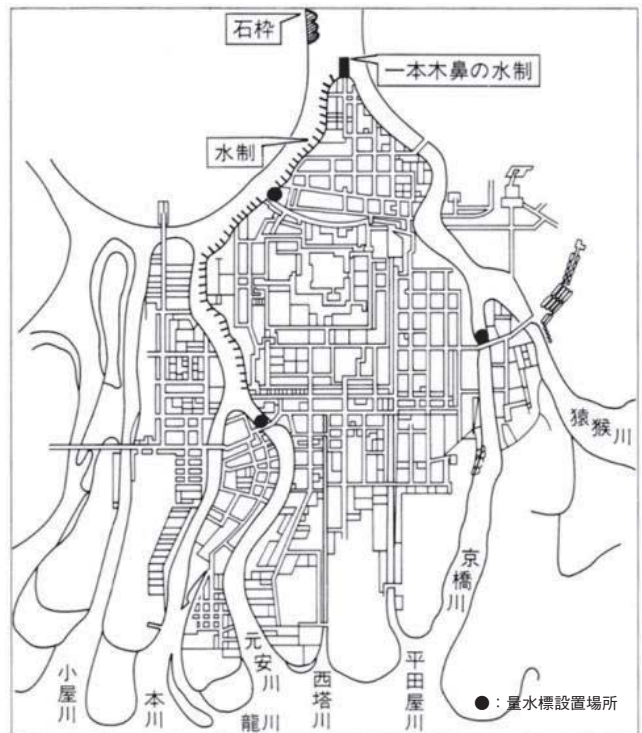 石枠
一本木鼻の水制
水制
猿猴川
京橋川
平田屋川
西塔川
元安川
龍川
本川
小屋川
●：量水標設置場所